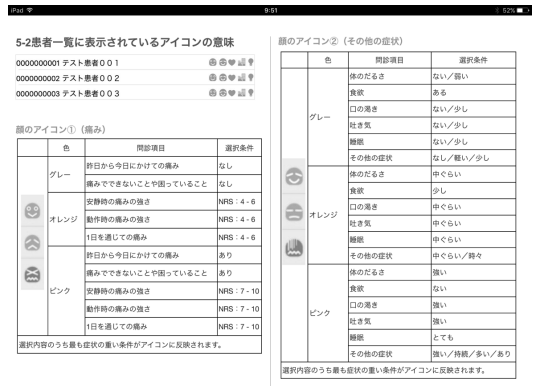 iPad
9:51
52%
5-2患者一覧に表示されているアイコンの意味
0000000001 テスト患者００１
0000000002 テスト患者００２
0000000003 テスト患者００３
顔のアイコン①（痛み）
色 問診項目 選択条件
グレー
昨日から今日にかけての痛み なし
痛みでできないことや困っていること なし
オレンジ
安静時の痛みの強さ NRS：4 - 6
動作時の痛みの強さ NRS：4 - 6
1日を通じての痛み NRS：4 - 6
ピンク
昨日から今日にかけての痛み あり
痛みでできないことや困っていること あり
安静時の痛みの強さ NRS：7 - 10
動作時の痛みの強さ NRS：7 - 10
1日を通じての痛み NRS：7 - 10
選択内容のうち最も症状の重い条件がアイコンに反映されます。
顔のアイコン②（その他の症状）
色 問診項目 選択条件
グレー
体のだるさ ない／弱い
食欲 ある
口の渇き ない／少し
吐き気 ない／少し
睡眠 ない／少し
その他の症状 なし／軽い／少し
オレンジ
体のだるさ 中ぐらい
食欲 少し
口の渇き 中ぐらい
吐き気 中ぐらい
睡眠 中ぐらい
その他の症状 中ぐらい／時々
ピンク
体のだるさ 強い
食欲 ない
口の渇き 強い
吐き気 強い
睡眠 とても
その他の症状 強い／持続／多い／あり
選択内容のうち最も症状の重い条件がアイコンに反映されます。